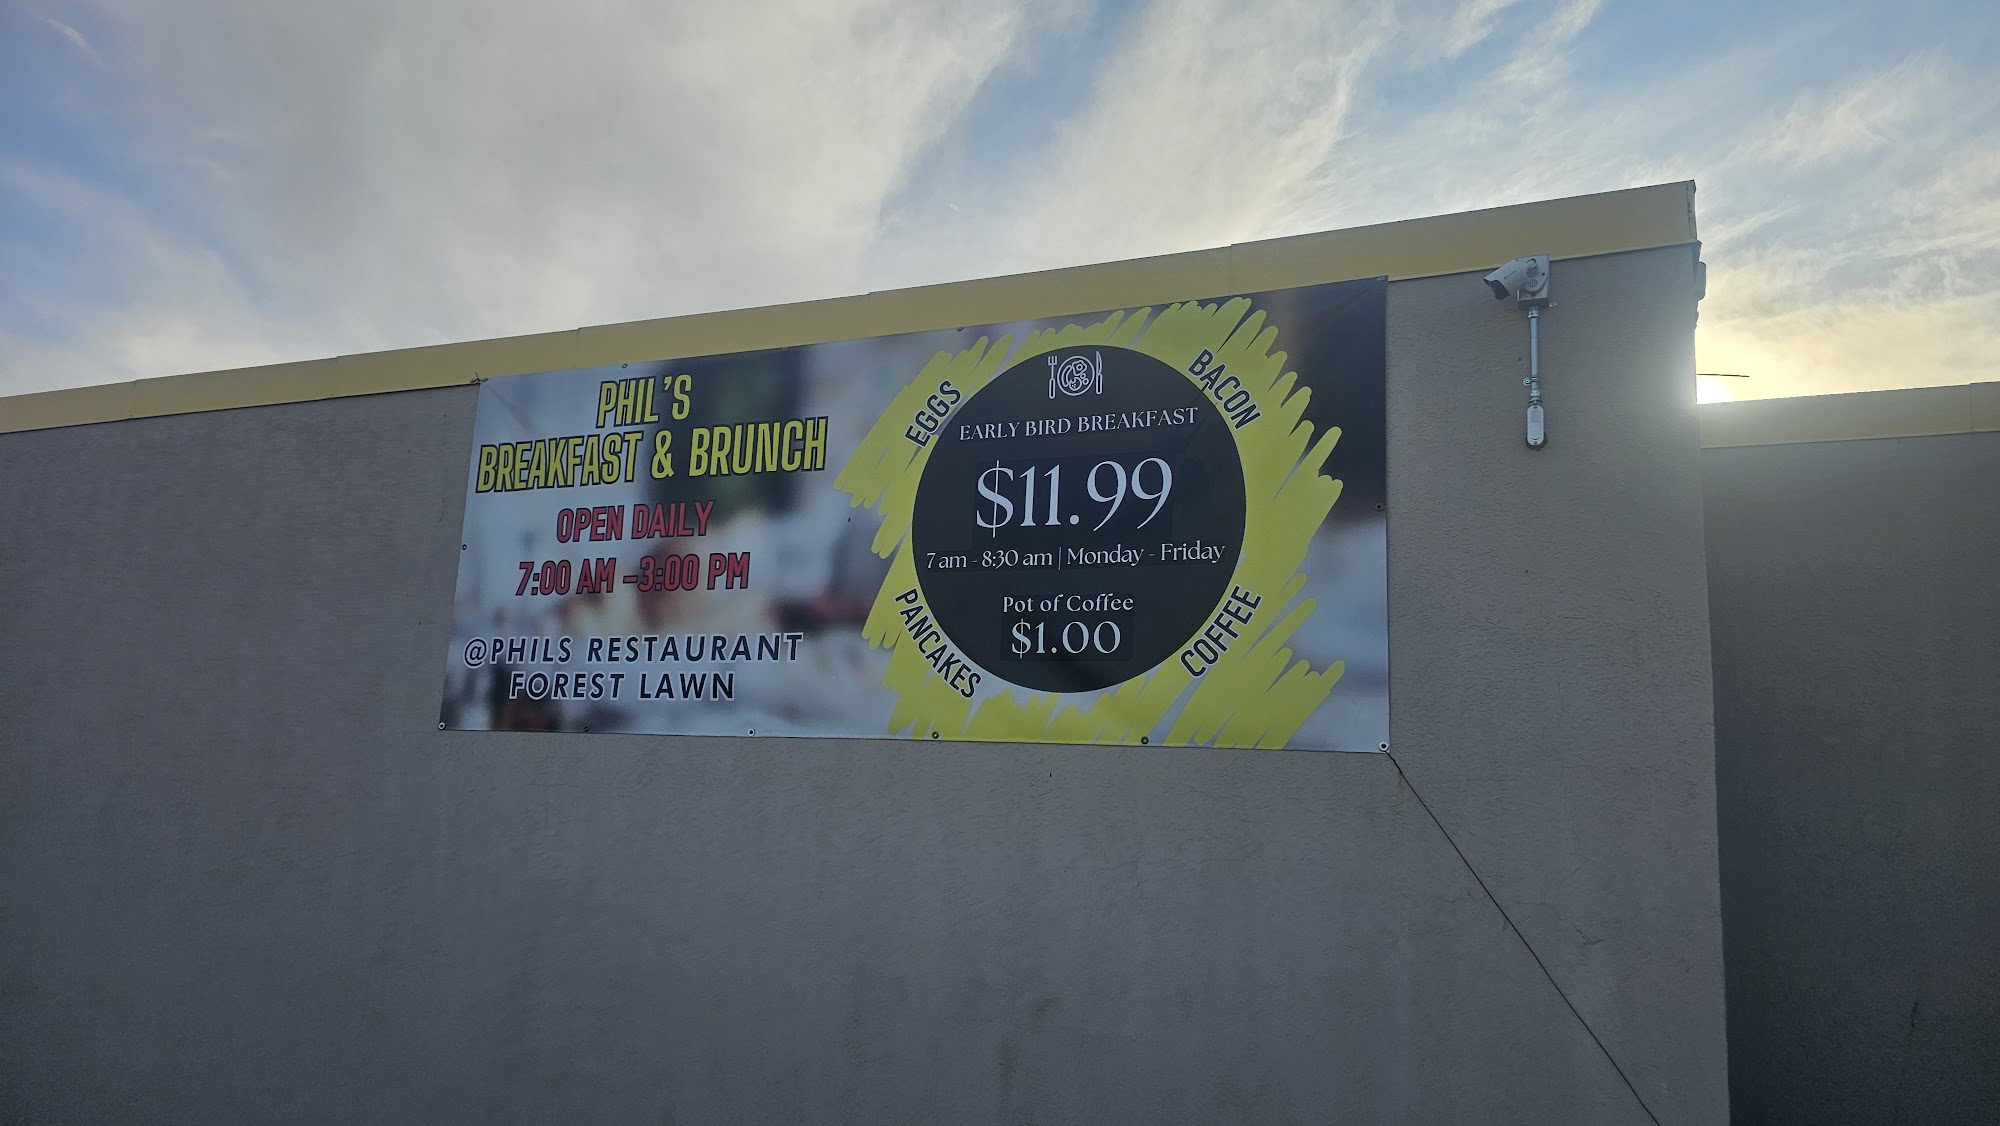 PHIL'S
BREAKFAST & BRUNCH
OPEN DAILY
7:00 AM – 3:00 PM
@PHILS RESTAURANT
FOREST LAWN
EGGS
BACON
EARLY BIRD BREAKFAST
$11.99
7 am - 8:30 am | Monday - Friday
Pot of Coffee
$1.00
PANCAKES
COFFEE